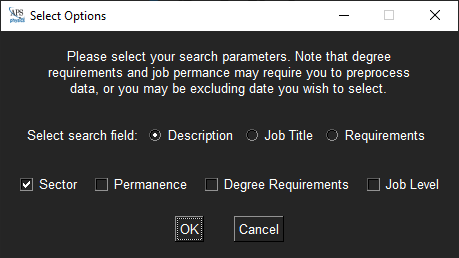 APS
physics
Select Options
Please select your search parameters. Note that degree
requirements and job permance may require you to preprocess
data, or you may be excluding date you wish to select.
Select search field: Description Job Title Requirements
Sector Permanence Degree Requirements Job Level
OK Cancel